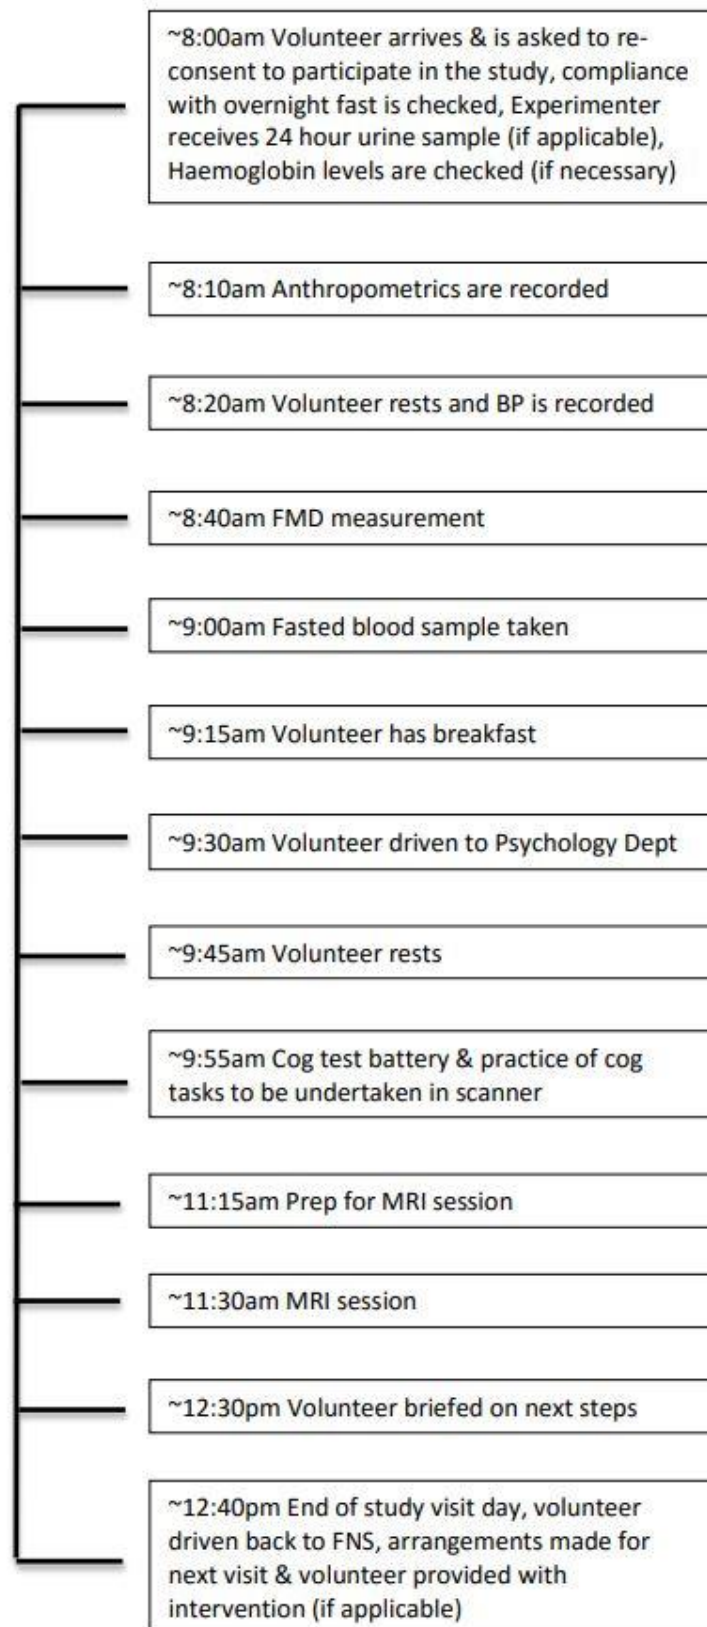 ~8:00am Volunteer arrives & is asked to re-
consent to participate in the study, compliance
with overnight fast is checked, Experimenter
receives 24 hour urine sample (if applicable),
Haemoglobin levels are checked (if necessary)
~8:10am Anthropometrics are recorded
~8:20am Volunteer rests and BP is recorded
~8:40am FMD measurement
~9:00am Fasted blood sample taken
~9:15am Volunteer has breakfast
~9:30am Volunteer driven to Psychology Dept
~9:45am Volunteer rests
~9:55am Cog test battery & practice of cog
tasks to be undertaken in scanner
~11:15am Prep for MRI session
~11:30am MRI session
~12:30pm Volunteer briefed on next steps
~12:40pm End of study visit day, volunteer
driven back to FNS, arrangements made for
next visit & volunteer provided with
intervention (if applicable)